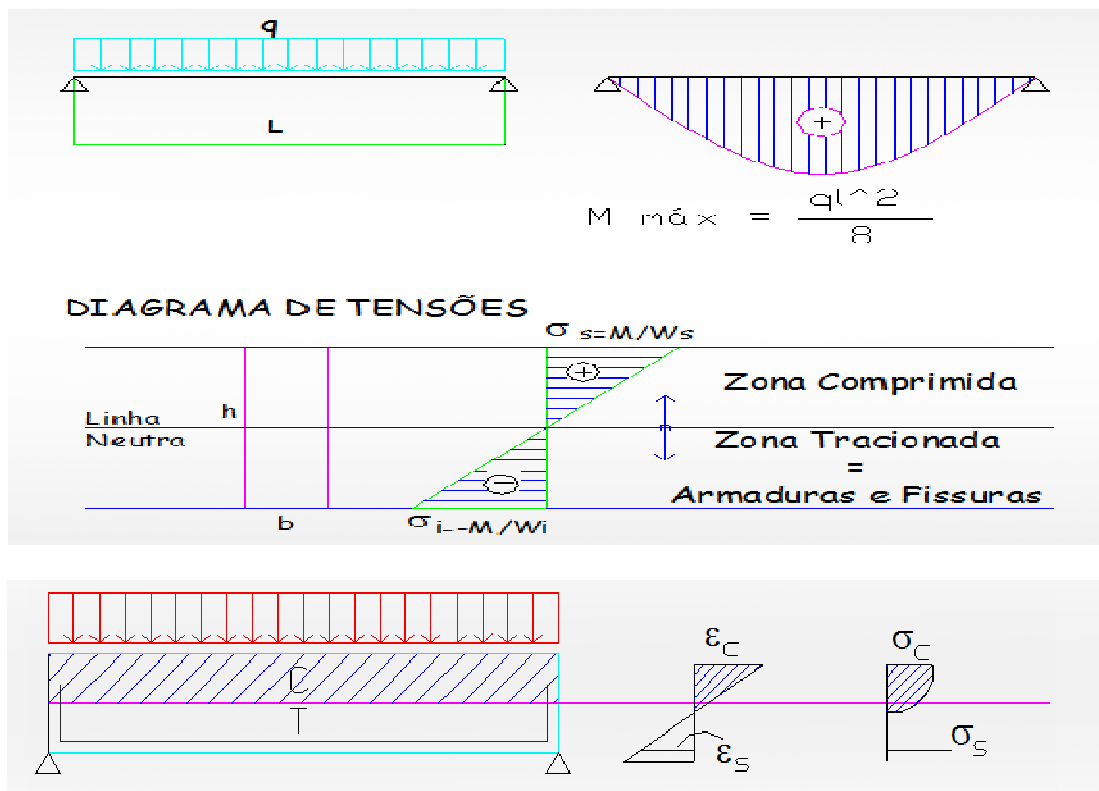 q
L
+
M máx = ql^2
8
DIAGRAMA DE TENSÕES
σ s=M/Ws
+
Zona Comprimida
h
Linha
Neutra
Zona Tracionada
=
Armaduras e Fissuras
−
b
σ i--M/Wi
C
T
εc
σc
εs
σs